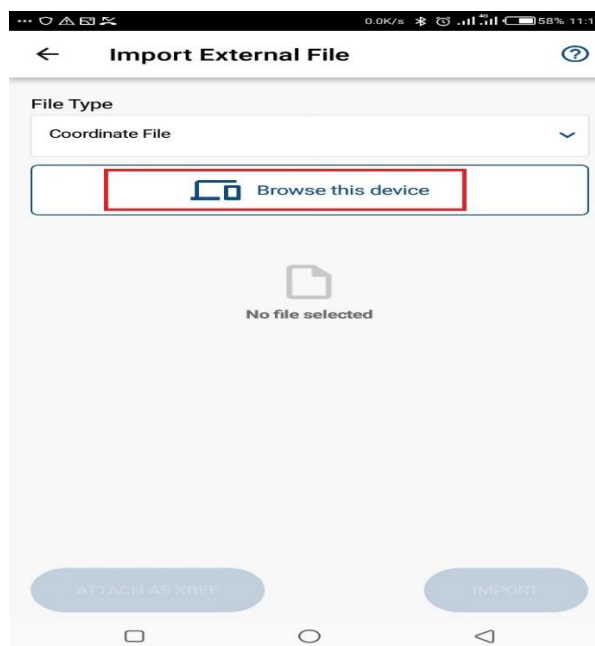 0.0K/s 4G 58% 11:1
Import External File
File Type
Coordinate File
Browse this device
No file selected
ATTACH AS XREF IMPORT